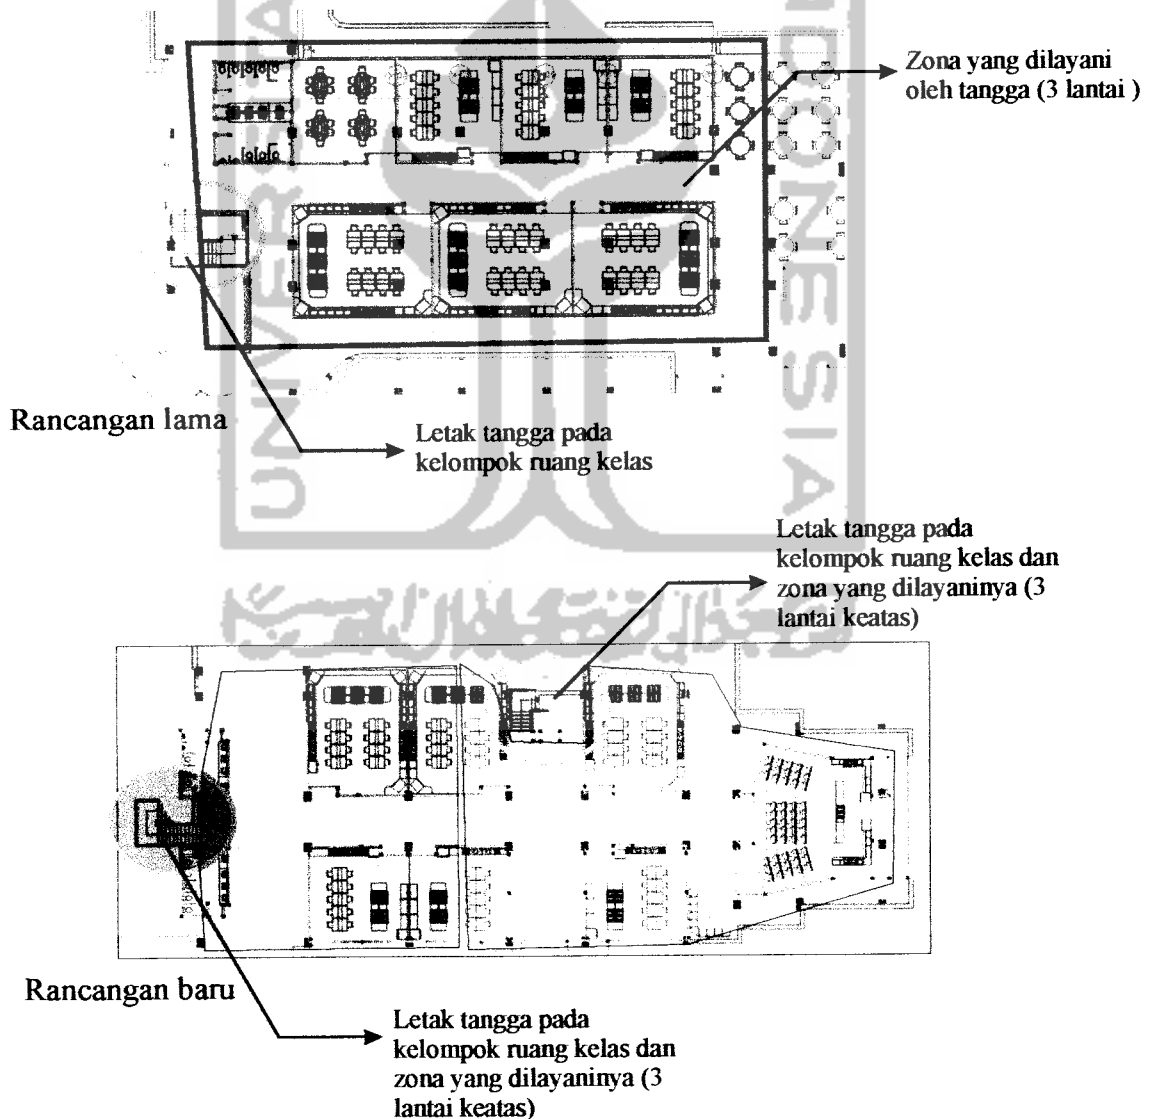 Zona yang dilayani
oleh tangga (3 lantai )
Rancangan lama
Letak tangga pada
kelompok ruang kelas
Letak tangga pada
kelompok ruang kelas dan
zona yang dilayaninya (3
lantai keatas)
Rancangan baru
Letak tangga pada
kelompok ruang kelas dan
zona yang dilayaninya (3
lantai keatas)